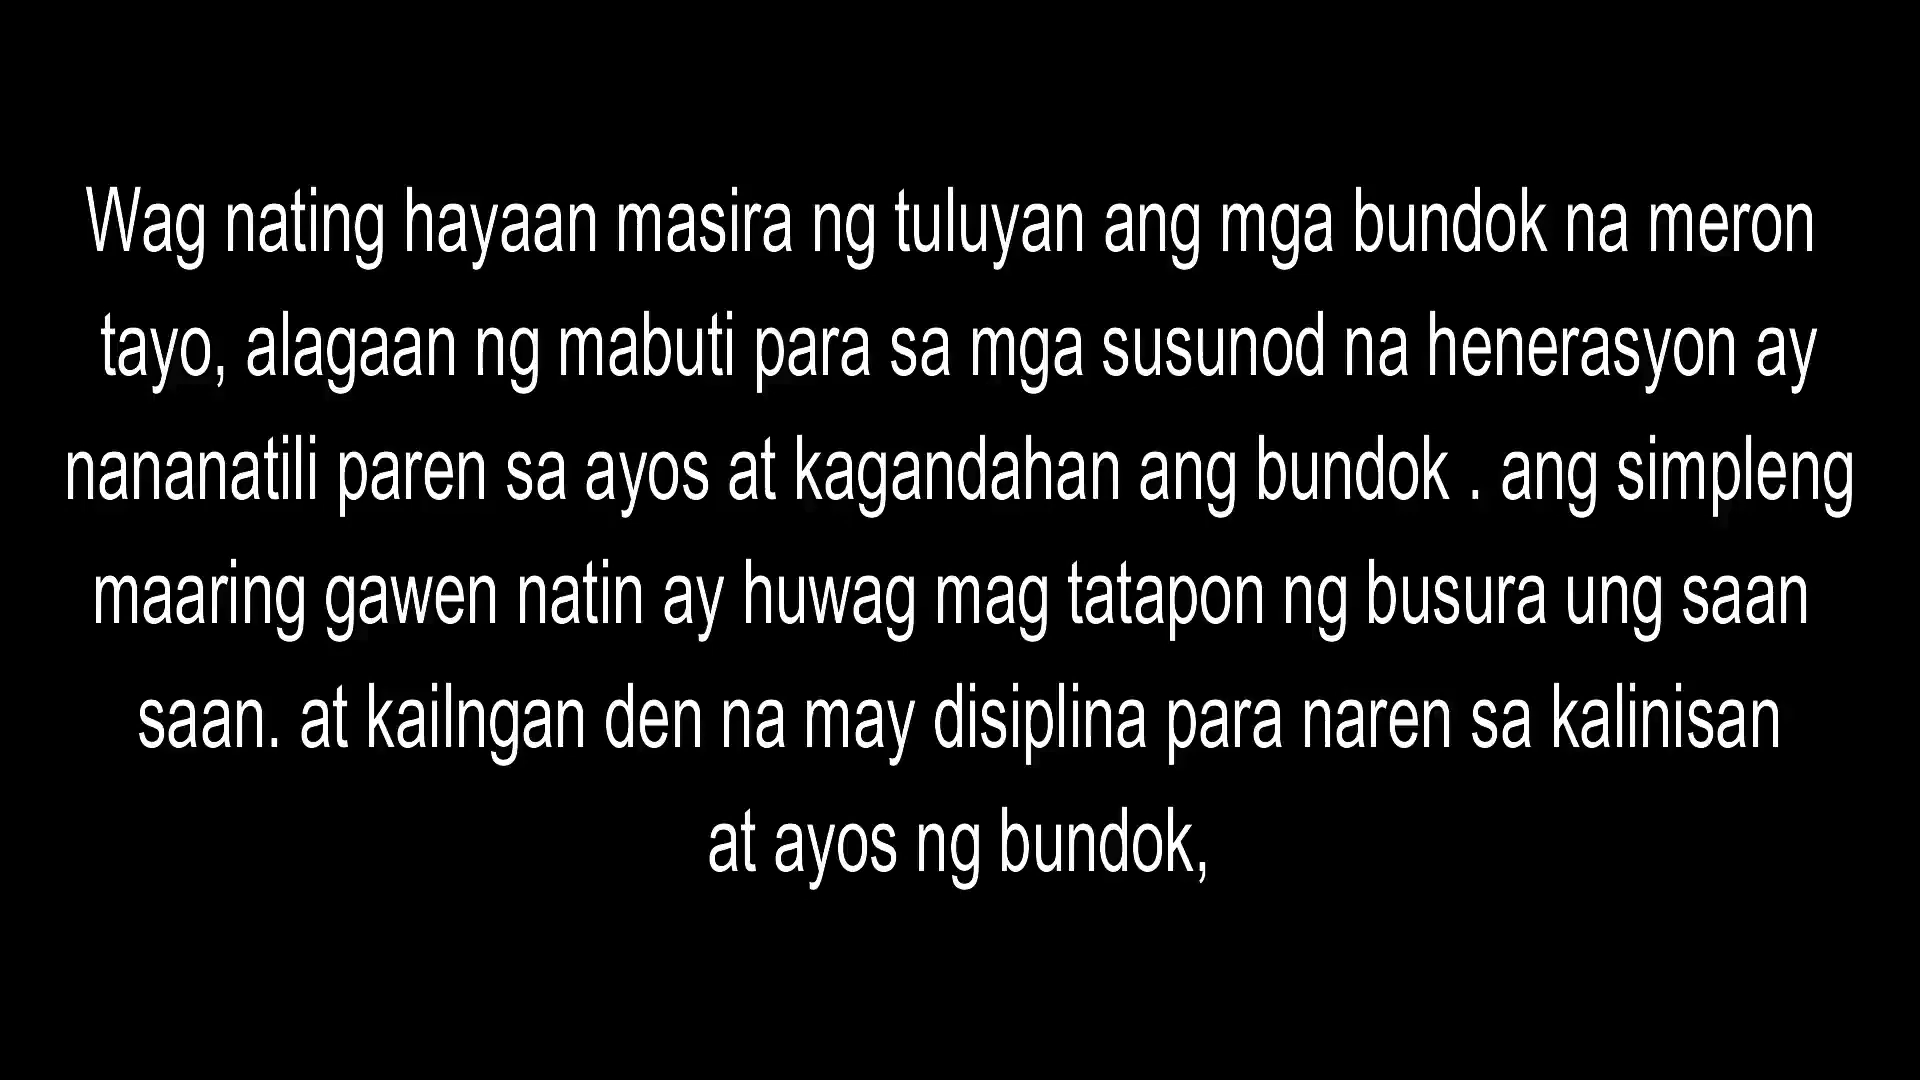 Wag nating hayaan masira ng tuluyan ang mga bundok na meron
tayo, alagaan ng mabuti para sa mga susunod na henerasyon ay
nananatili paren sa ayos at kagandahan ang bundok . ang simpleng
maaring gawen natin ay huwag mag tatapon ng busura ung saan
saan. at kailngan den na may disiplina para naren sa kalinisan
at ayos ng bundok,